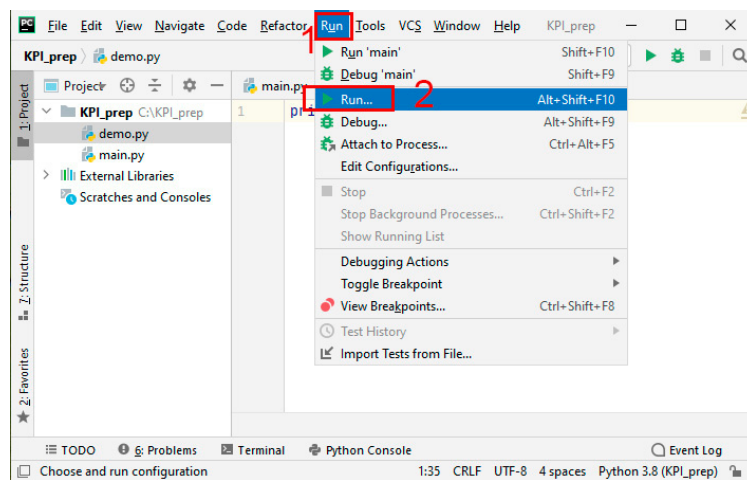 PC File Edit View Navigate Code Refactor Run Tools VCS Window Help KPI_prep
1
KPI_prep demo.py
Project
main.py
1: Project
KPI_prep C:\KPI_prep
demo.py
main.py
External Libraries
Scratches and Consoles
1 pri
Run 'main' Shift+F10
Debug 'main' Shift+F9
Run... Alt+Shift+F10
2
Debug... Alt+Shift+F9
Attach to Process... Ctrl+Alt+F5
Edit Configurations...
Stop Ctrl+F2
Stop Background Processes... Ctrl+Shift+F2
Show Running List
Debugging Actions
Toggle Breakpoint
View Breakpoints... Ctrl+Shift+F8
Test History
Import Tests from File...
7: Structure
2: Favorites
TODO 6: Problems Terminal Python Console Event Log
Choose and run configuration 1:35 CRLF UTF-8 4 spaces Python 3.8 (KPI_prep)